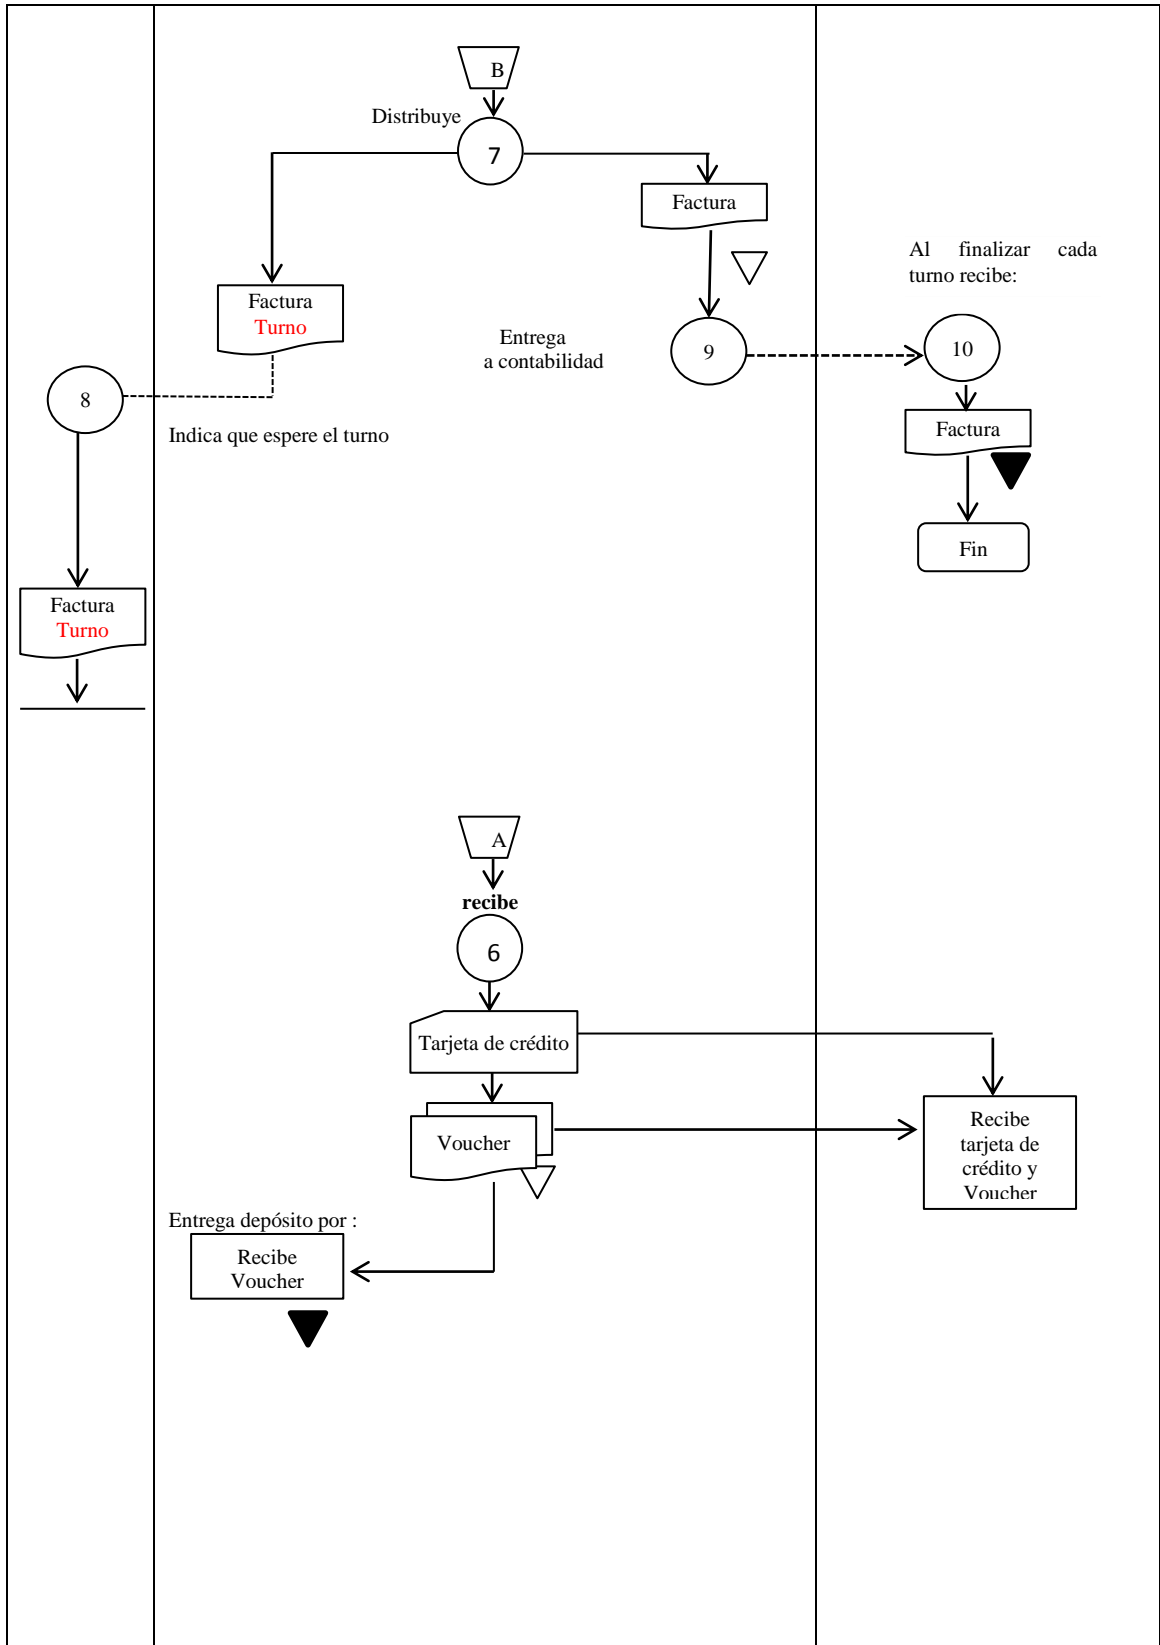 B
Distribuye
7
Factura
Al finalizar cada
turno recibe:
Factura
Turno
Entrega
a contabilidad
9
10
8
Factura
Indica que espere el turno
Fin
Factura
Turno
A
recibe
6
Tarjeta de crédito
Voucher
Recibe
tarjeta de
crédito y
Voucher
Entrega depósito por :
Recibe
Voucher